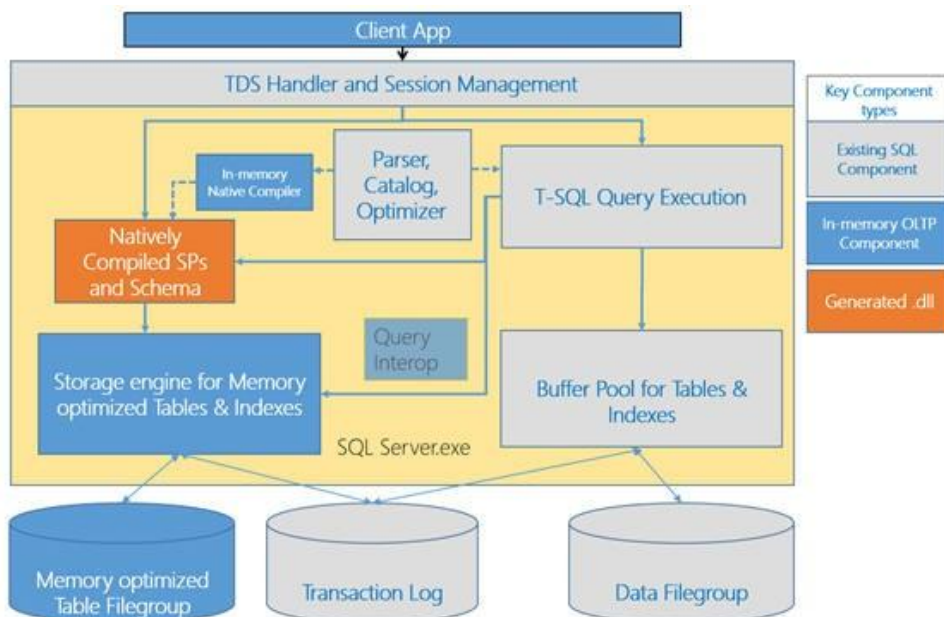 Client App
TDS Handler and Session Management
Key Component
types
Existing SQL
Component
In-memory OLTP
Component
Generated .dll
In-memory
Native Compiler
Parser,
Catalog,
Optimizer
T-SQL Query Execution
Natively
Compiled SPs
and Schema
Query
Interop
Storage engine for Memory
optimized Tables & Indexes
Buffer Pool for Tables &
Indexes
SQL Server.exe
Memory optimized
Table Filegroup
Transaction Log
Data Filegroup